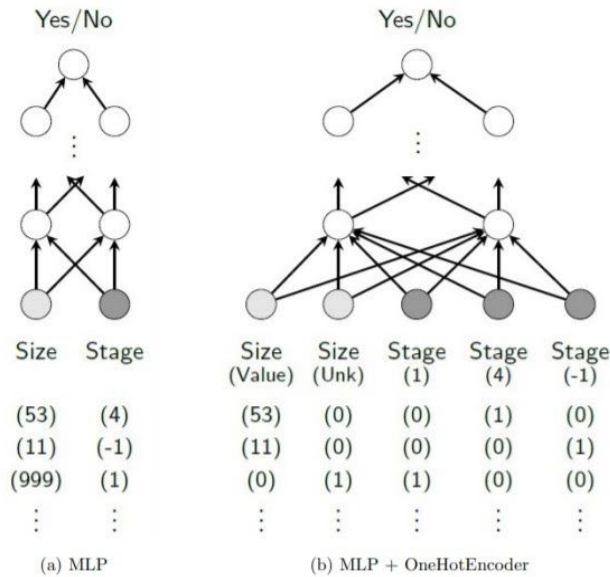 Yes/No
Size Stage
(53) (4)
(11) (-1)
(999) (1)
(a) MLP
Yes/No
Size Size Stage Stage Stage
(Value) (Unk) (1) (4) (-1)
(53) (0) (0) (1) (0)
(11) (0) (0) (0) (1)
(0) (1) (1) (0) (0)
(b) MLP + OneHotEncoder